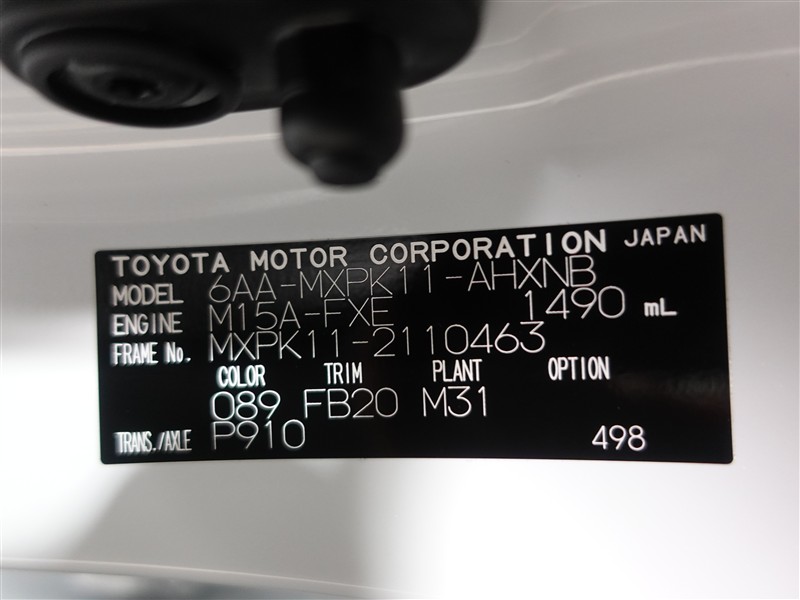 TOYOTA MOTOR CORPORATION JAPAN
MODEL 6AA-MXPK11-AHXNB
ENGINE M15A-FXE 1490 mL
FRAME No. MXPK11-2110463
COLOR TRIM PLANT OPTION
089 FB20 M31
TRANS./AXLE P910 498